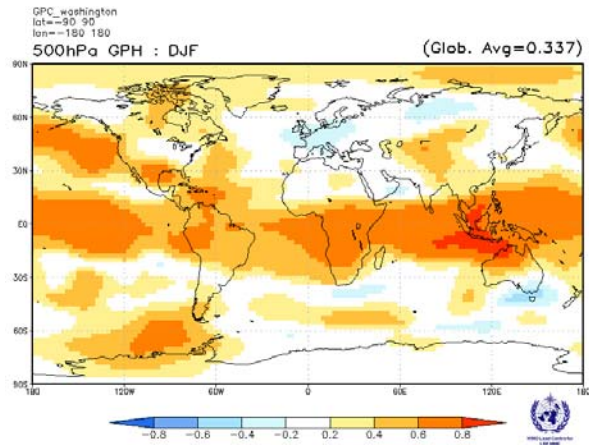 GPC_washington
lat=-90 90
lon=-180 180
500hPa GPH : DJF (Glob. Avg=0.337)
90N
60N
30N
EQ
30S
60S
90S
180 120W 60W 0 60E 120E 180
-0.8 -0.6 -0.4 -0.2 0.2 0.4 0.6 0.8